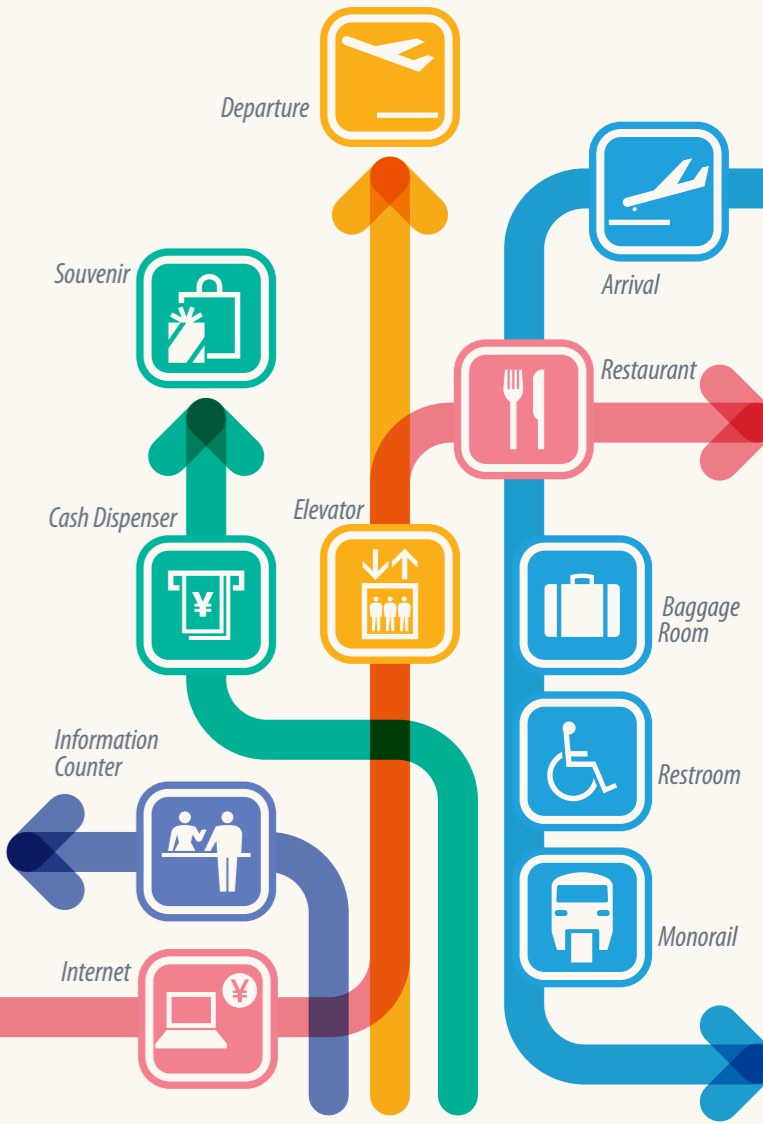 Departure
Souvenir
Arrival
Restaurant
Cash Dispenser
Elevator
¥
Baggage
Room
Information
Counter
Restroom
Monorail
Internet
¥